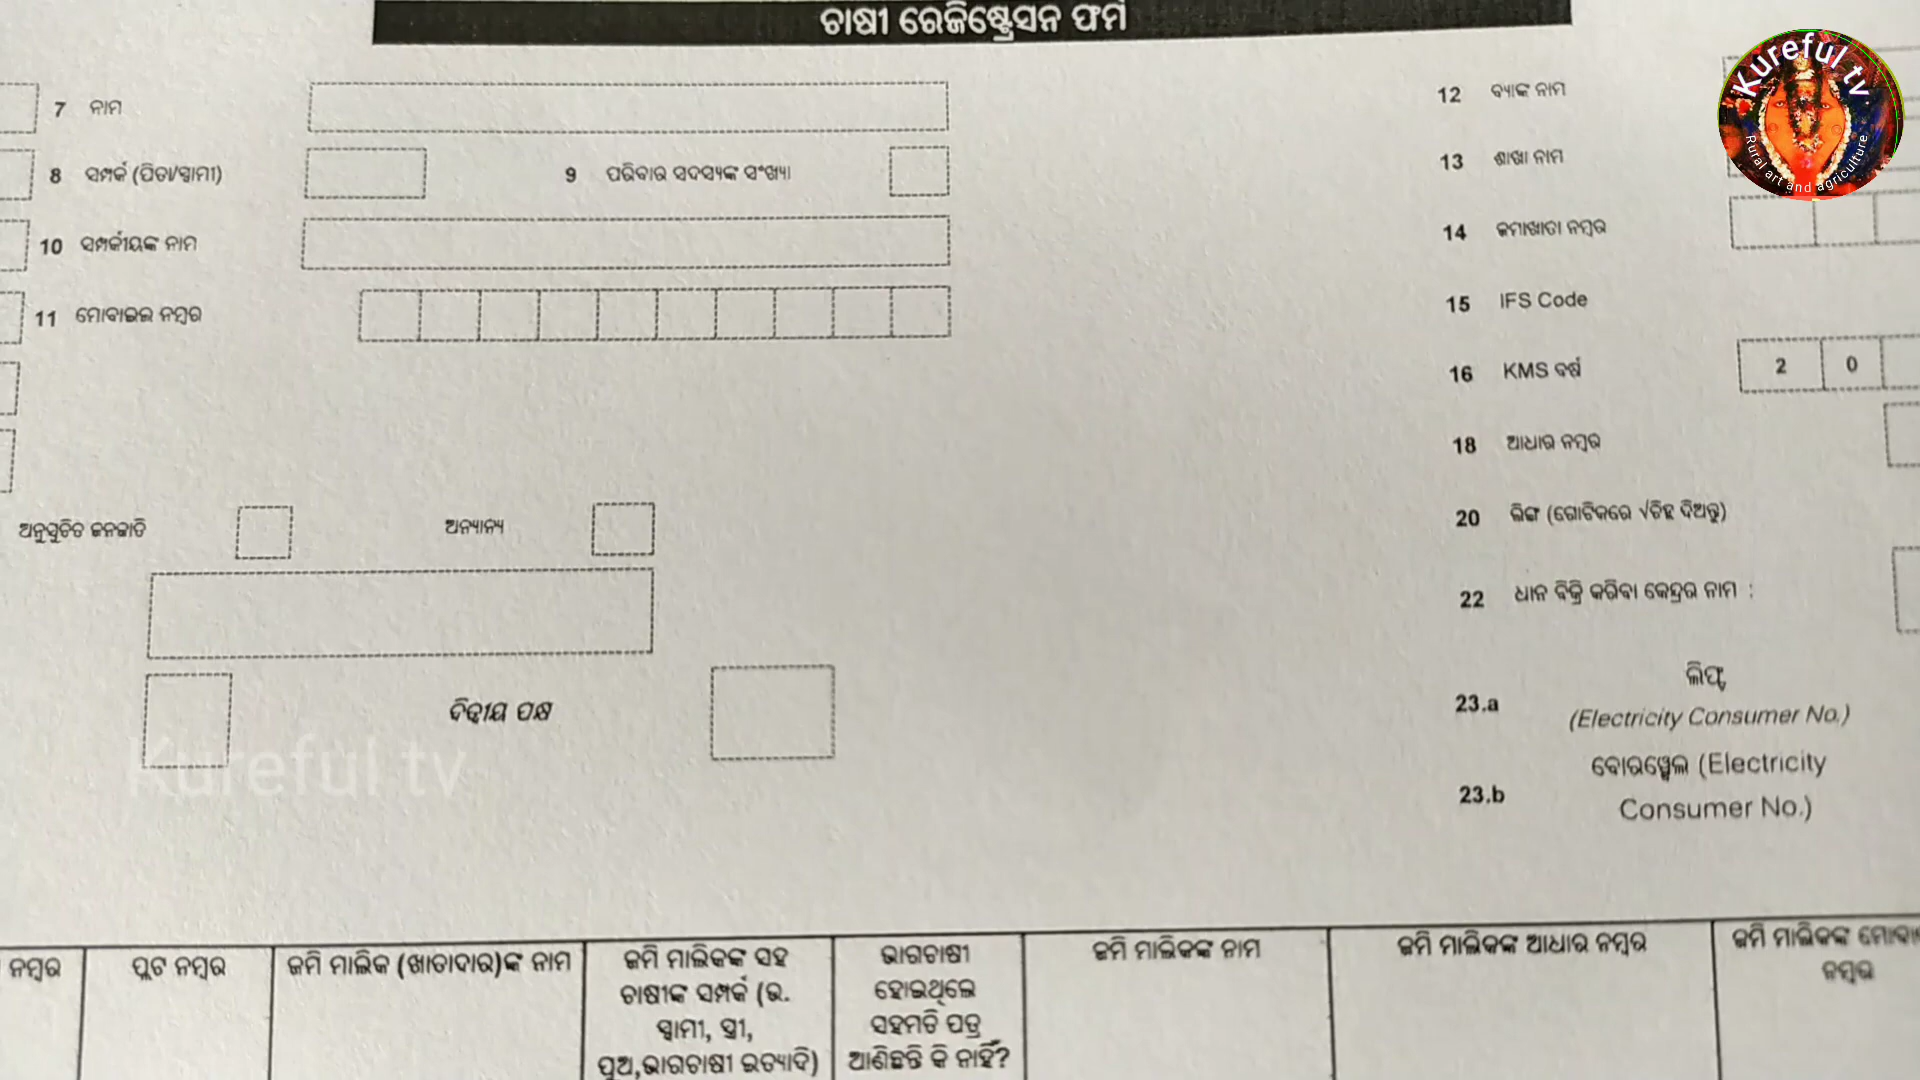 ଚାଷୀ ରେଜିଷ୍ଟ୍ରେସନ ଫର୍ମ
Kureful tv
Rural art and agriculture
7 ନାମ
12 ବ୍ୟାଙ୍କ ନାମ
8 ସମ୍ପର୍କ (ପିତା/ସ୍ୱାମୀ)
9 ପରିବାର ସଦସ୍ୟଙ୍କ ସଂଖ୍ୟା
13 ଶାଖା ନାମ
10 ସମ୍ପର୍କୀୟଙ୍କ ନାମ
14 ଜମାଖାତା ନମ୍ବର
11 ମୋବାଇଲ ନମ୍ବର
15 IFS Code
16 KMS ବର୍ଷ 2 0
18 ଆଧାର ନମ୍ବର
ଅନୁସୁଚିତ ଜନଜାତି
ଅନ୍ୟାନ୍ୟ
20 ଲିଙ୍ଗ (ଗୋଟିକରେ √ଚିହ୍ନ ଦିଅନ୍ତୁ)
22 ଧାନ ବିକ୍ରି କରିବା କେନ୍ଦ୍ରର ନାମ :
ଦ୍ୱିତୀୟ ପକ୍ଷ
23.a ଲିଫ୍ଟ
(Electricity Consumer No.)
Kureful tv
23.b ବୋରୱ୍ୱେଲ (Electricity
Consumer No.)
ନମ୍ବର
ପ୍ଲଟ ନମ୍ବର
ଜମି ମାଲିକ (ଖାତାଦାର)ଙ୍କ ନାମ
ଜମି ମାଲିକଙ୍କ ସହ
ଚାଷୀଙ୍କ ସମ୍ପର୍କ (ଉ.
ସ୍ୱାମୀ, ସ୍ତ୍ରୀ,
ପୁଅ,ଭାଗଚାଷୀ ଇତ୍ୟାଦି)
ଭାଗଚାଷୀ
ହୋଇଥିଲେ
ସହମତି ପତ୍ର
ଆଣିଛନ୍ତି କି ନାହିଁ?
ଜମି ମାଲିକଙ୍କ ନାମ
ଜମି ମାଲିକଙ୍କ ଆଧାର ନମ୍ବର
ଜମି ମାଲିକଙ୍କ
ନମ୍ବର